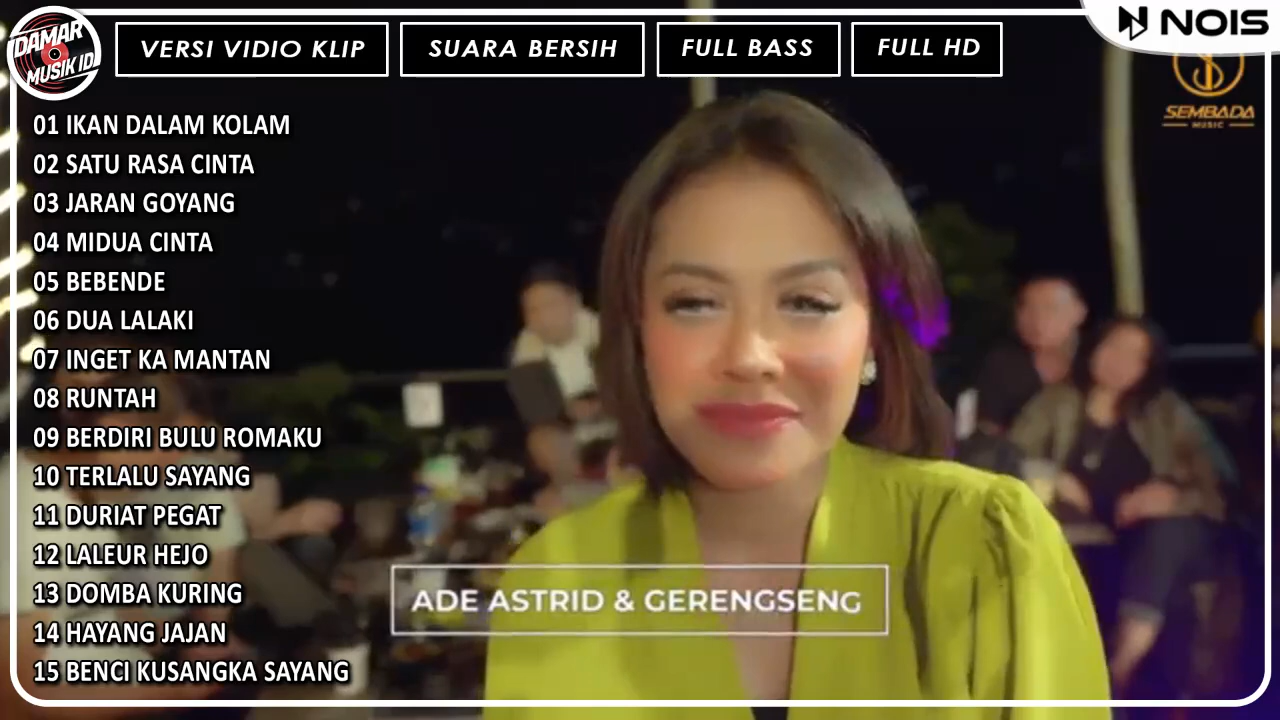 DAMAR
MUSIK ID
VERSI VIDIO KLIP
SUARA BERSIH
FULL BASS
FULL HD
NOIS
SEMBADA
MUSIC
01 IKAN DALAM KOLAM
02 SATU RASA CINTA
03 JARAN GOYANG
04 MIDUA CINTA
05 BEBENDE
06 DUA LALAKI
07 INGET KA MANTAN
08 RUNTAH
09 BERDIRI BULU ROMAKU
10 TERLALU SAYANG
11 DURIAT PEGAT
12 LALEUR HEJO
13 DOMBA KURING
14 HAYANG JAJAN
15 BENCI KUSANGKA SAYANG
ADE ASTRID & GERENGSENG